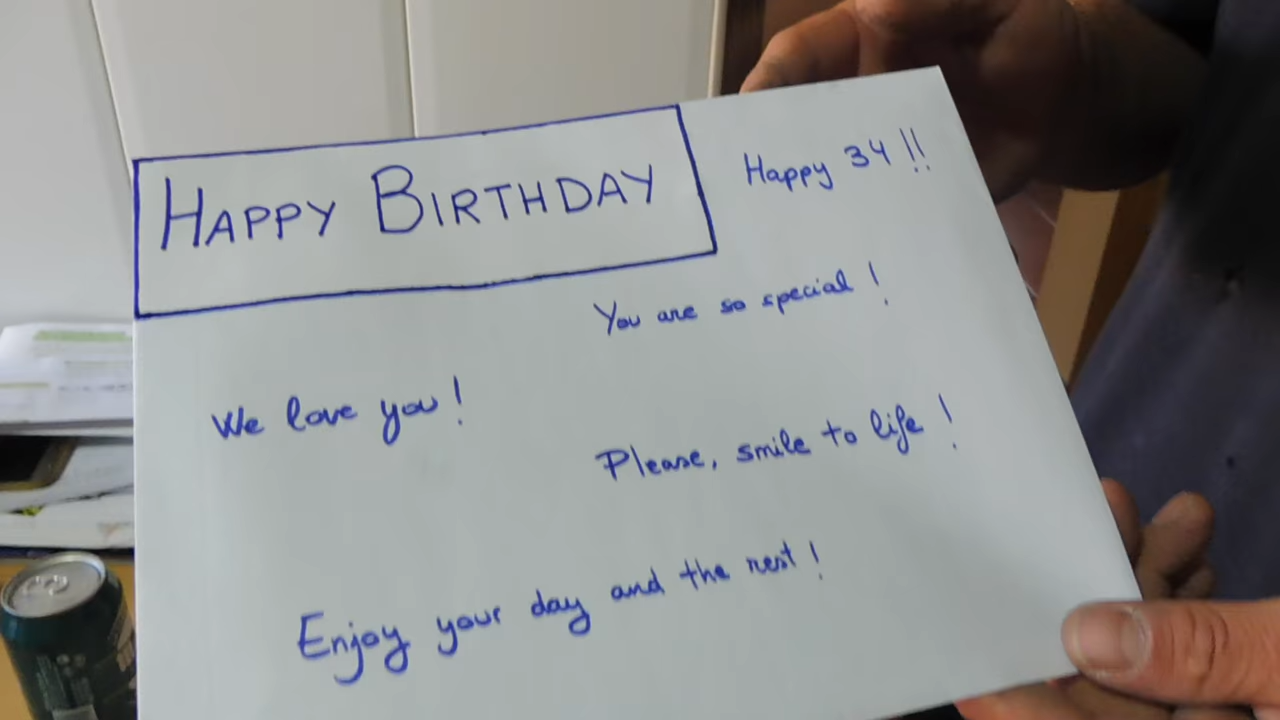 HAPPY BIRTHDAY
Happy 34 !!
You are so special !
We love you !
Please, smile to life !
Enjoy your day and the rest !